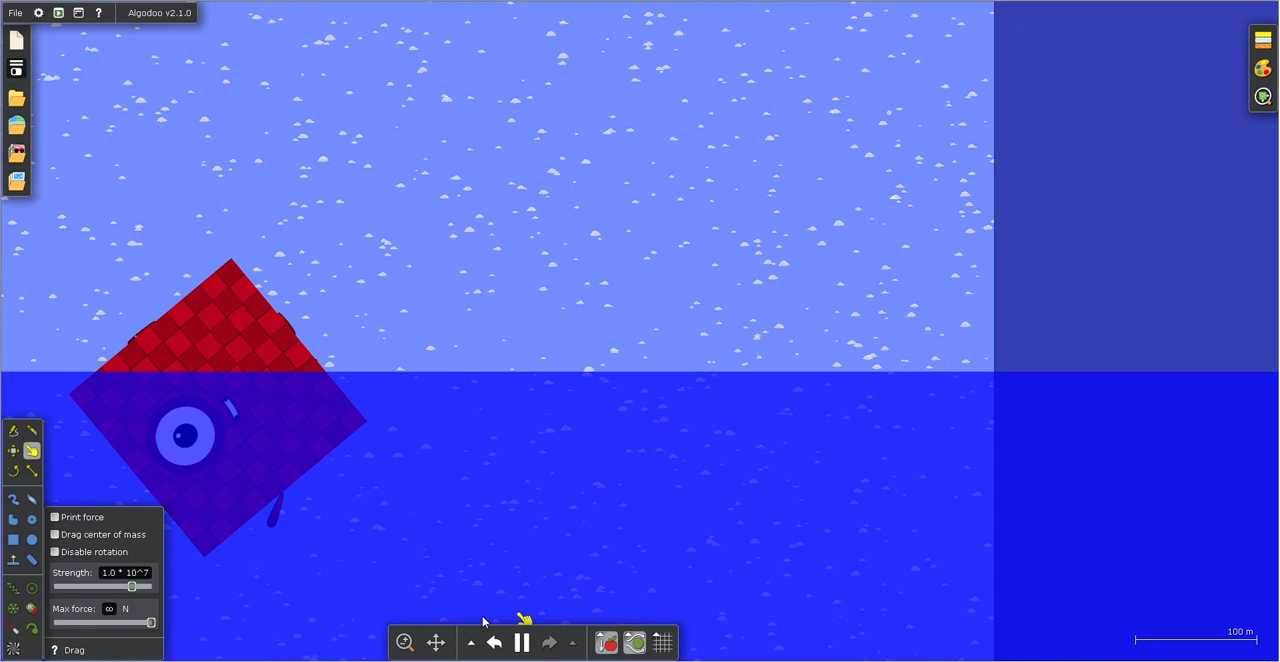 File ? Algodoo v2.1.0
Print force
Drag center of mass
Disable rotation
Strength: 1.0 * 10^7
Max force: ∞ N
? Drag
100 m